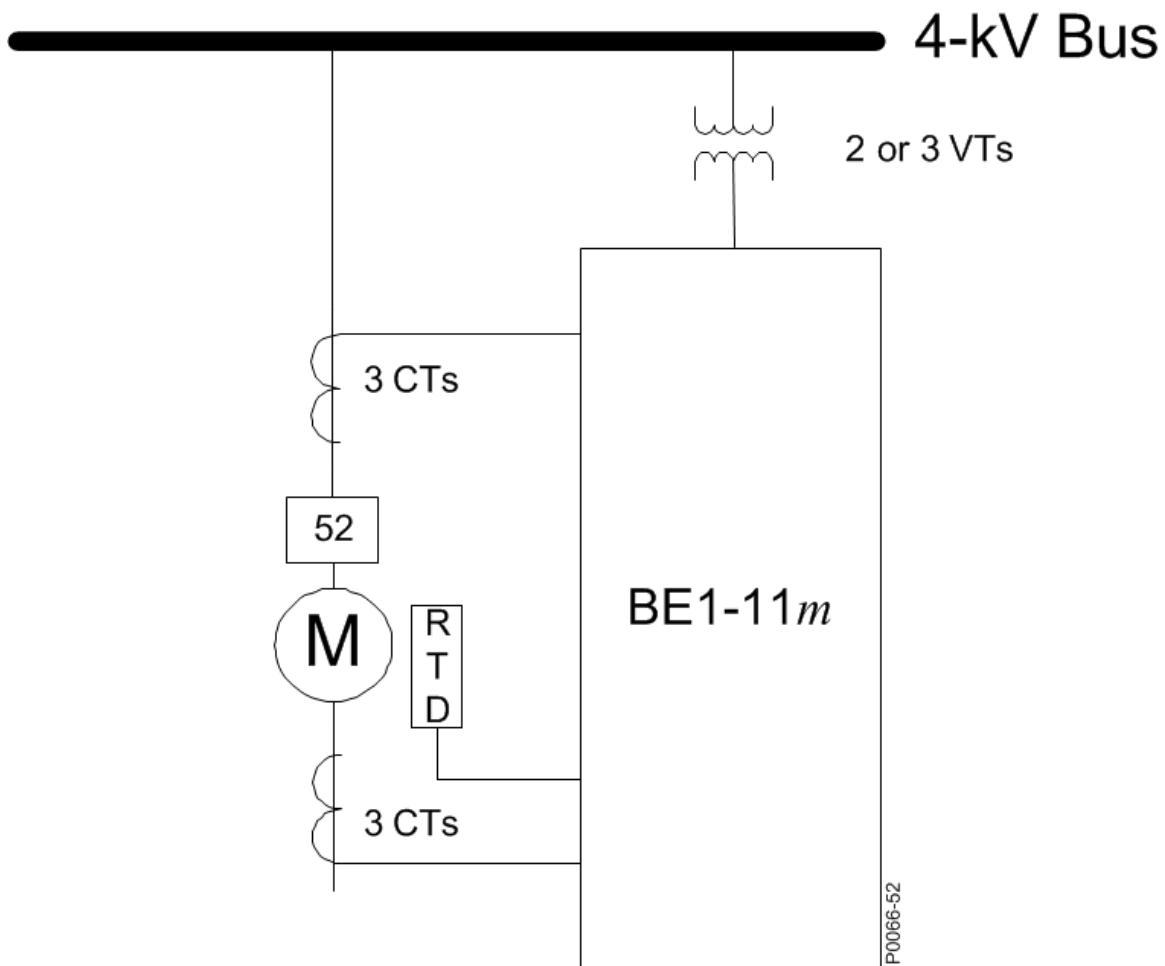 4-kV Bus
2 or 3 VTs
3 CTs
52
BE1-11m
M
R
T
D
3 CTs
P0066-52